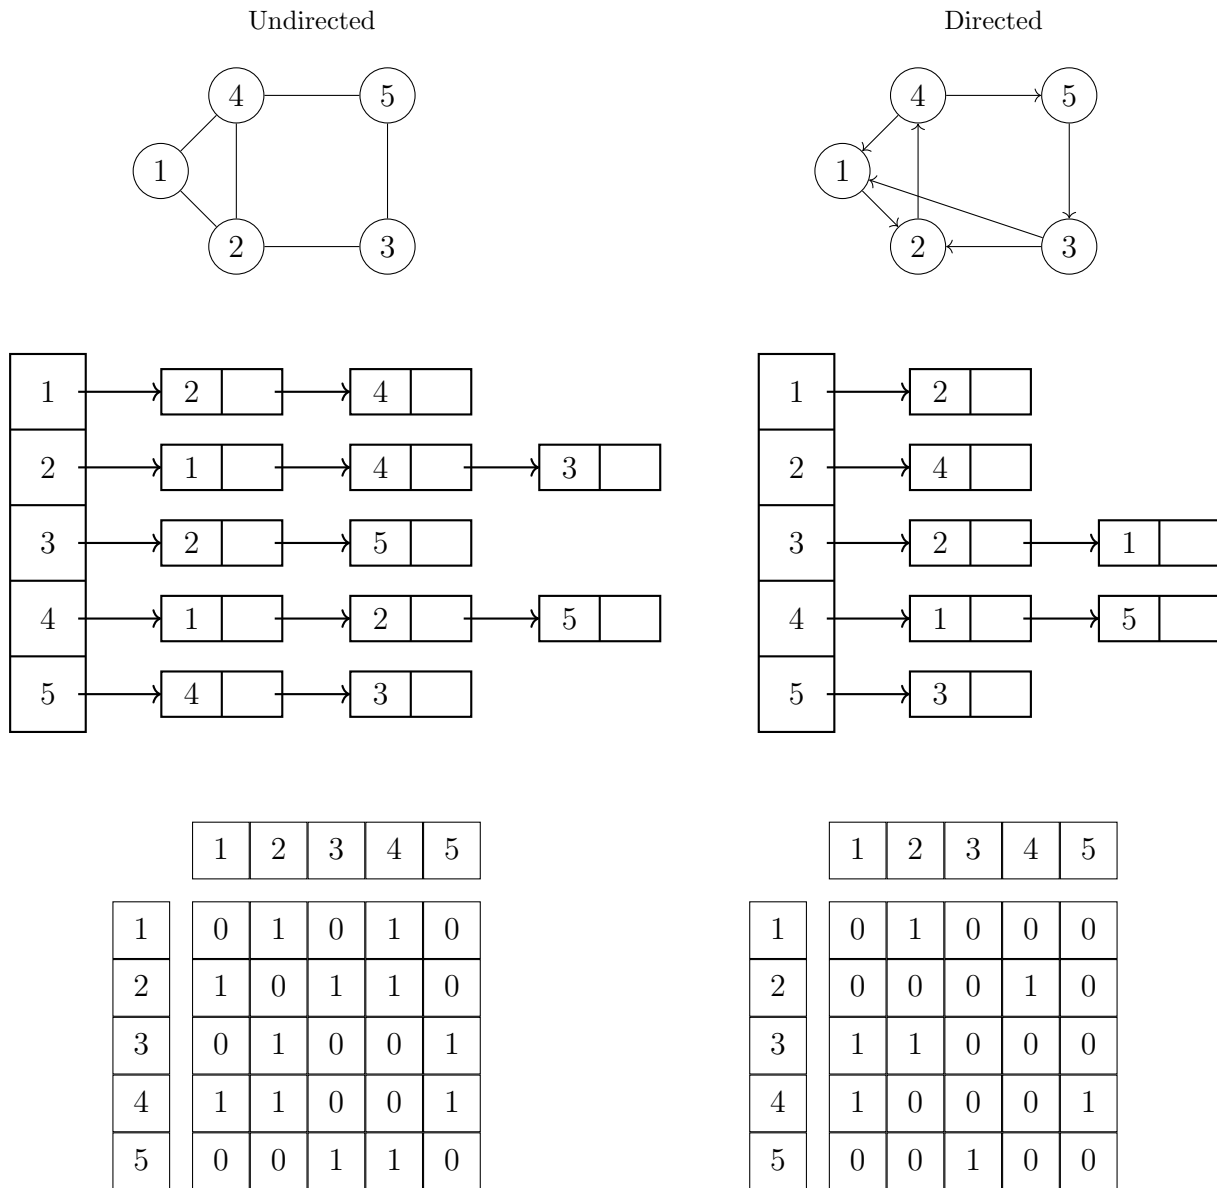 Undirected
4 5
1
2 3
1 2 4
2 1 4 3
3 2 5
4 1 2 5
5 4 3
1 2 3 4 5
1 0 1 0 1 0
2 1 0 1 1 0
3 0 1 0 0 1
4 1 1 0 0 1
5 0 0 1 1 0
Directed
4 5
1
2 3
1 2
2 4
3 2 1
4 1 5
5 3
1 2 3 4 5
1 0 1 0 0 0
2 0 0 0 1 0
3 1 1 0 0 0
4 1 0 0 0 1
5 0 0 1 0 0